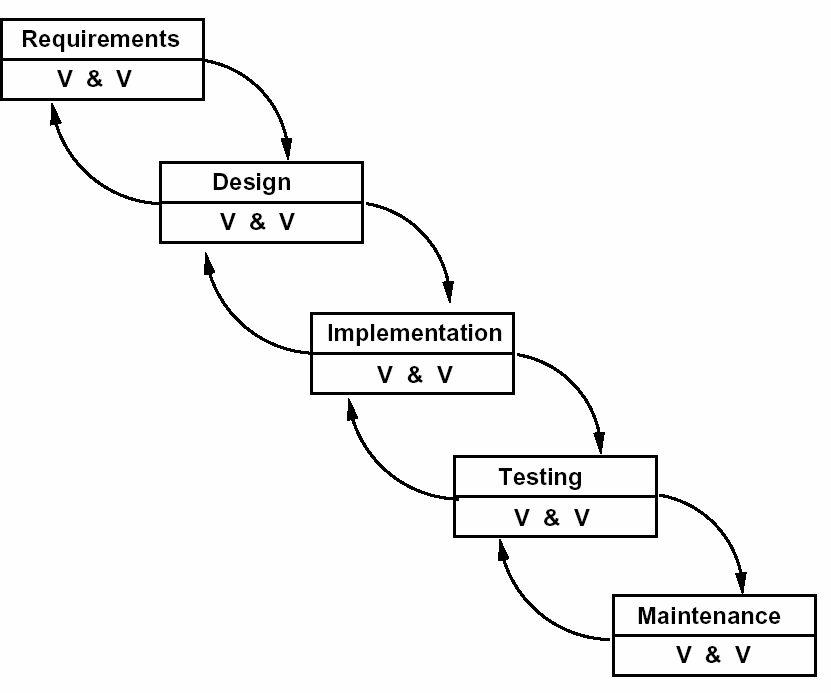 Requirements
V & V
Design
V & V
Implementation
V & V
Testing
V & V
Maintenance
V & V